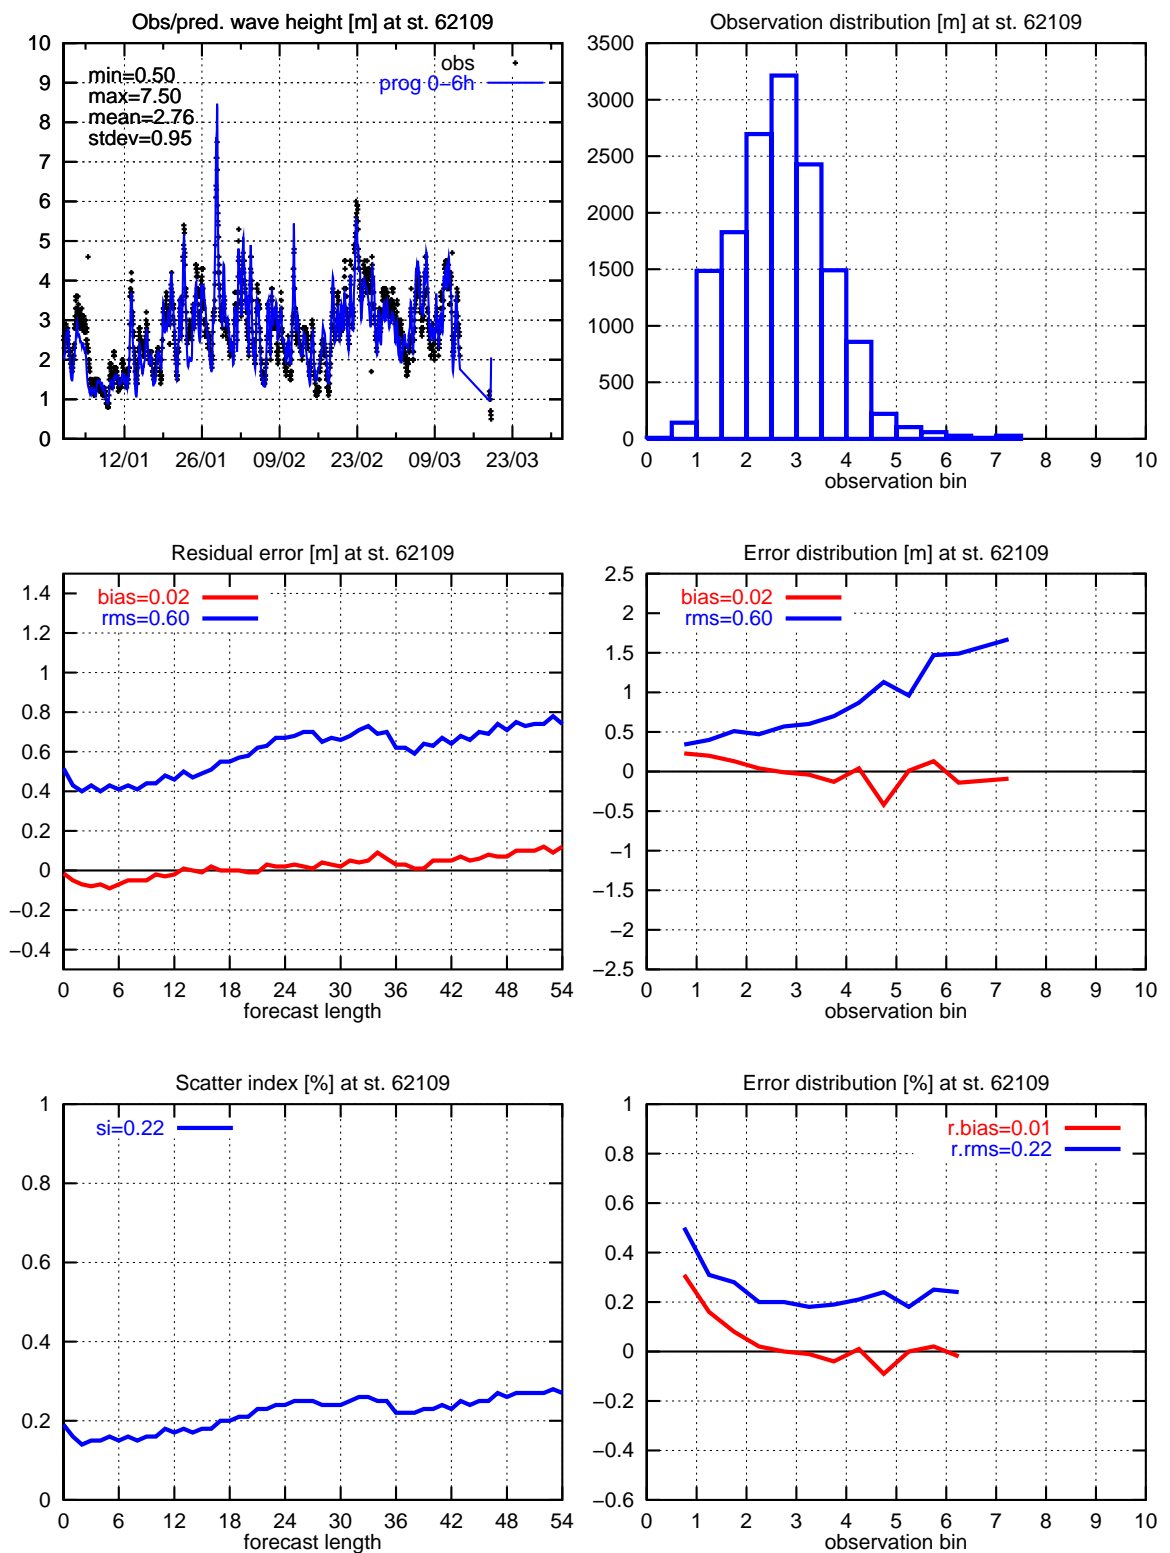 Obs/pred. wave height [m] at st. 62109
10
9
8
7
6
5
4
3
2
1
0
min=0.50
max=7.50
mean=2.76
stdev=0.95
obs
prog 0−6h
12/01 26/01 09/02 23/02 09/03 23/03
Observation distribution [m] at st. 62109
3500
3000
2500
2000
1500
1000
500
0
0 1 2 3 4 5 6 7 8 9 10
observation bin
Residual error [m] at st. 62109
bias=0.02
rms=0.60
1.4
1.2
1
0.8
0.6
0.4
0.2
0
−0.2
−0.4
0 6 12 18 24 30 36 42 48 54
forecast length
Error distribution [m] at st. 62109
bias=0.02
rms=0.60
2.5
2
1.5
1
0.5
0
−0.5
−1
−1.5
−2
−2.5
0 1 2 3 4 5 6 7 8 9 10
observation bin
Scatter index [%] at st. 62109
si=0.22
1
0.8
0.6
0.4
0.2
0
0 6 12 18 24 30 36 42 48 54
forecast length
Error distribution [%] at st. 62109
r.bias=0.01
r.rms=0.22
1
0.8
0.6
0.4
0.2
0
−0.2
−0.4
−0.6
0 1 2 3 4 5 6 7 8 9 10
observation bin